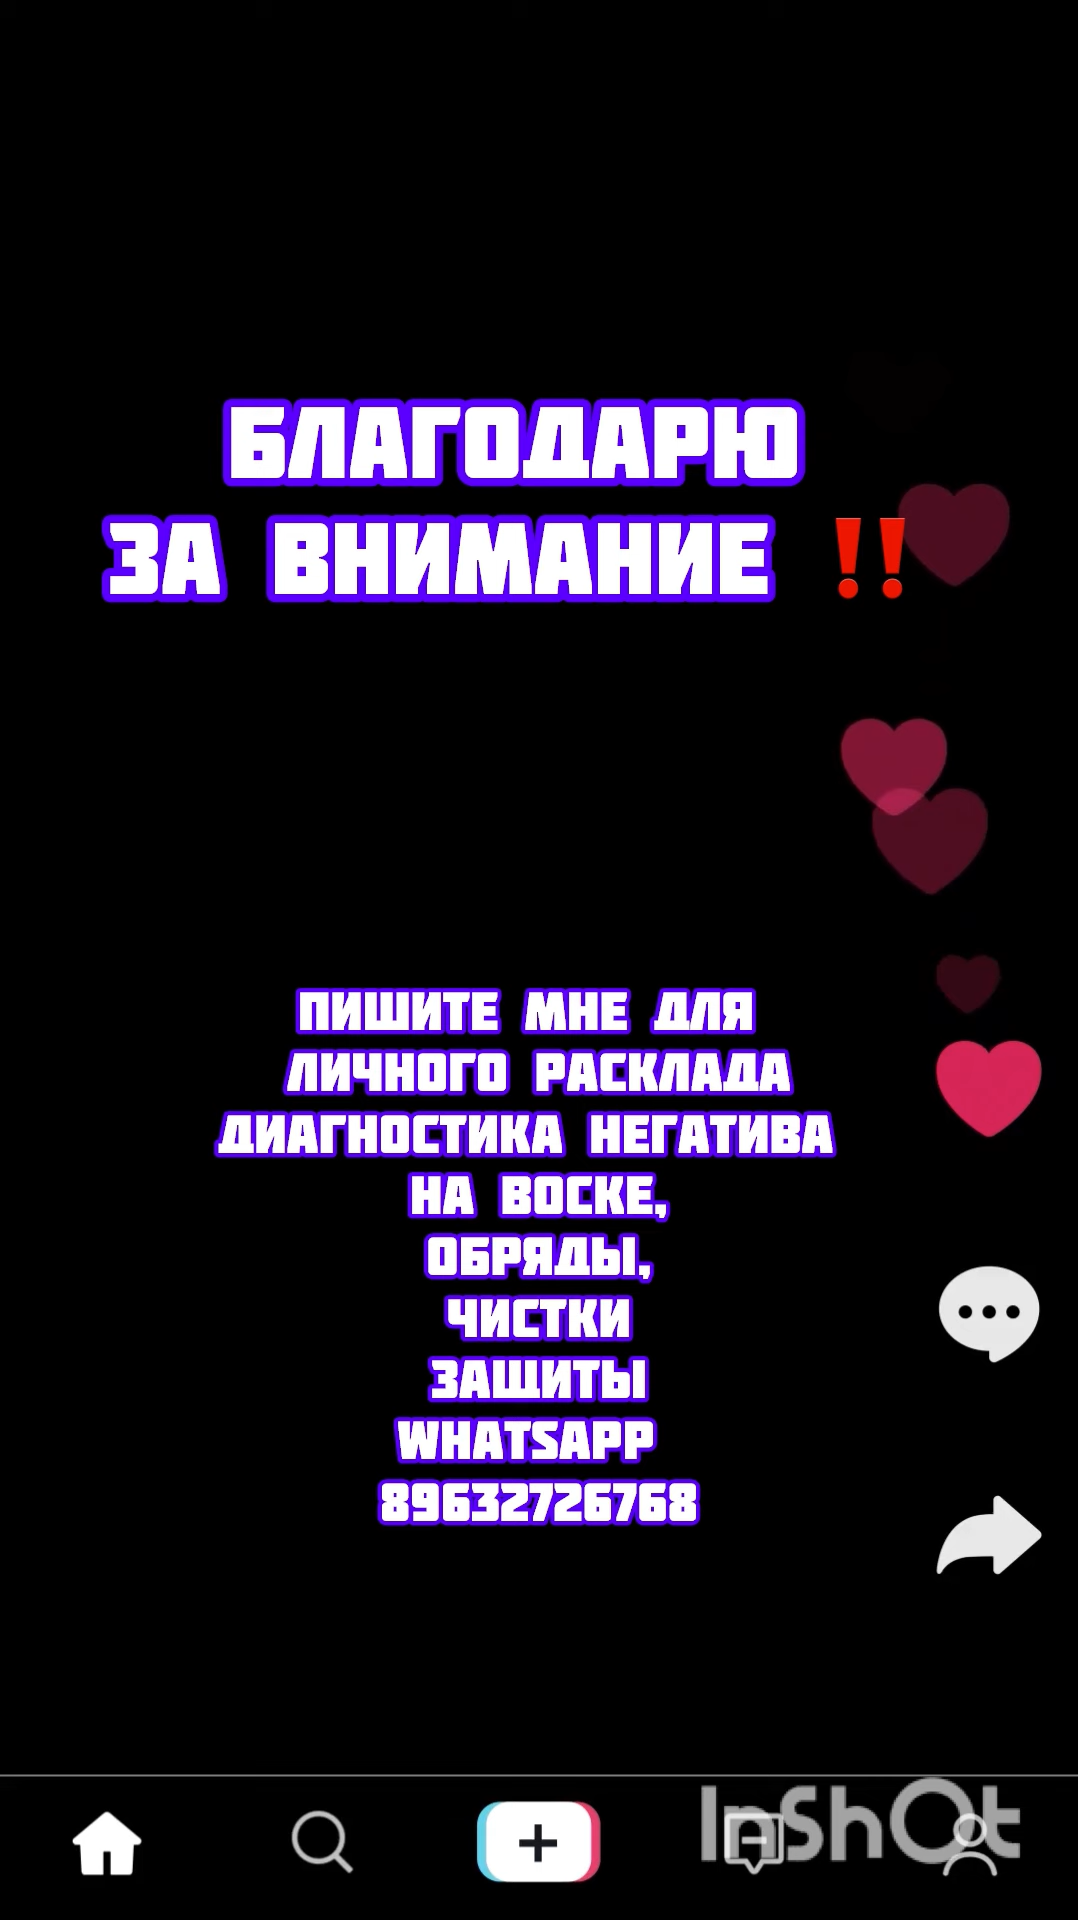 БЛАГОДАРЮ
ЗА ВНИМАНИЕ ‼️
ПИШИТЕ МНЕ ДЛЯ
ЛИЧНОГО РАСКЛАДА
ДИАГНОСТИКА НЕГАТИВА
НА ВОСКЕ,
ОБРЯДЫ,
ЧИСТКИ
ЗАЩИТЫ
WHATSAPP
89632726768
InShOt